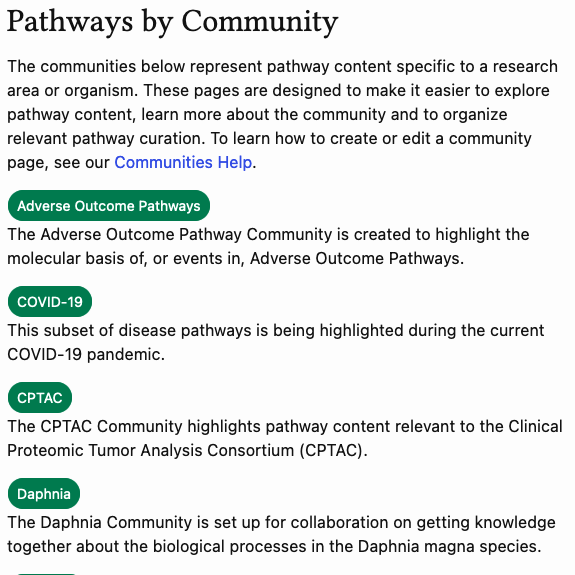 Pathways by Community
The communities below represent pathway content specific to a research
area or organism. These pages are designed to make it easier to explore
pathway content, learn more about the community and to organize
relevant pathway curation. To learn how to create or edit a community
page, see our Communities Help.
Adverse Outcome Pathways
The Adverse Outcome Pathway Community is created to highlight the
molecular basis of, or events in, Adverse Outcome Pathways.
COVID-19
This subset of disease pathways is being highlighted during the current
COVID-19 pandemic.
CPTAC
The CPTAC Community highlights pathway content relevant to the Clinical
Proteomic Tumor Analysis Consortium (CPTAC).
Daphnia
The Daphnia Community is set up for collaboration on getting knowledge
together about the biological processes in the Daphnia magna species.